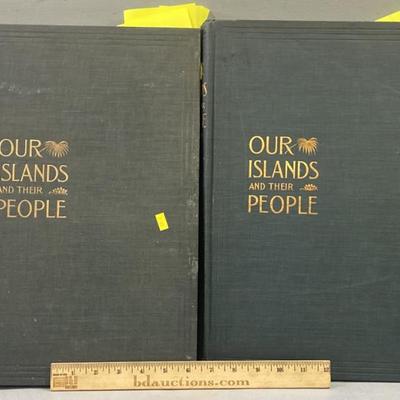 OUR
ISLANDS
AND THEIR
PEOPLE
OUR
ISLANDS
AND THEIR
PEOPLE
bdauctions.com